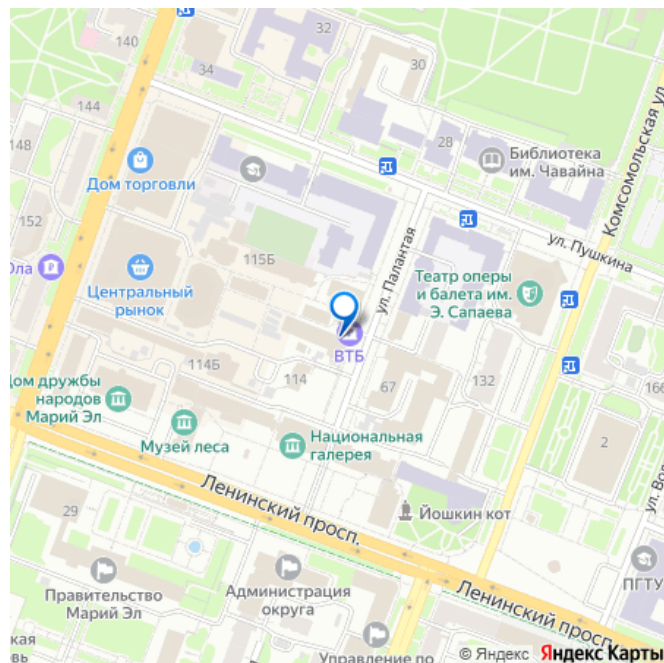 140
32
34
30
144
148
28
Библиотека
им. Чавайна
Комсомольская ул.
Дом торговли
152
ул. Палантая
ул. Пушкина
115Б
Ола
Центральный
рынок
Театр оперы
и балета им.
Э. Сапаева
ВТБ
114Б
114
67
132
166
Дом дружбы
народов
Марий Эл
Музей леса
Национальная
галерея
2
Ленинский просп.
Йошкин кот
29
Правительство
Марий Эл
Администрация
округа
ПГТУ
Ленинский просп.
Управление по
© Яндекс Яндекс Карты